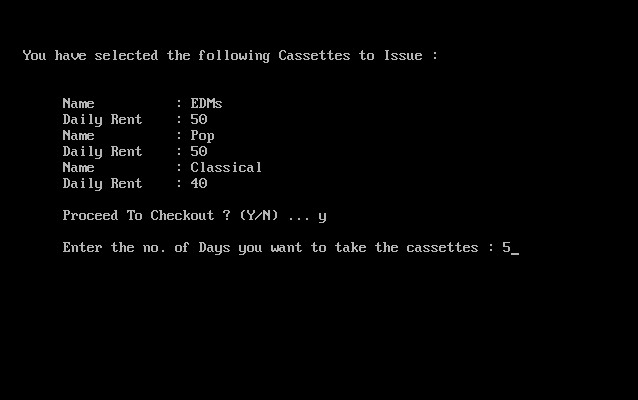 You have selected the following Cassettes to Issue :
Name : EDMs
Daily Rent : 50
Name : Pop
Daily Rent : 50
Name : Classical
Daily Rent : 40
Proceed To Checkout ? (Y/N) ... y
Enter the no. of Days you want to take the cassettes : 5_